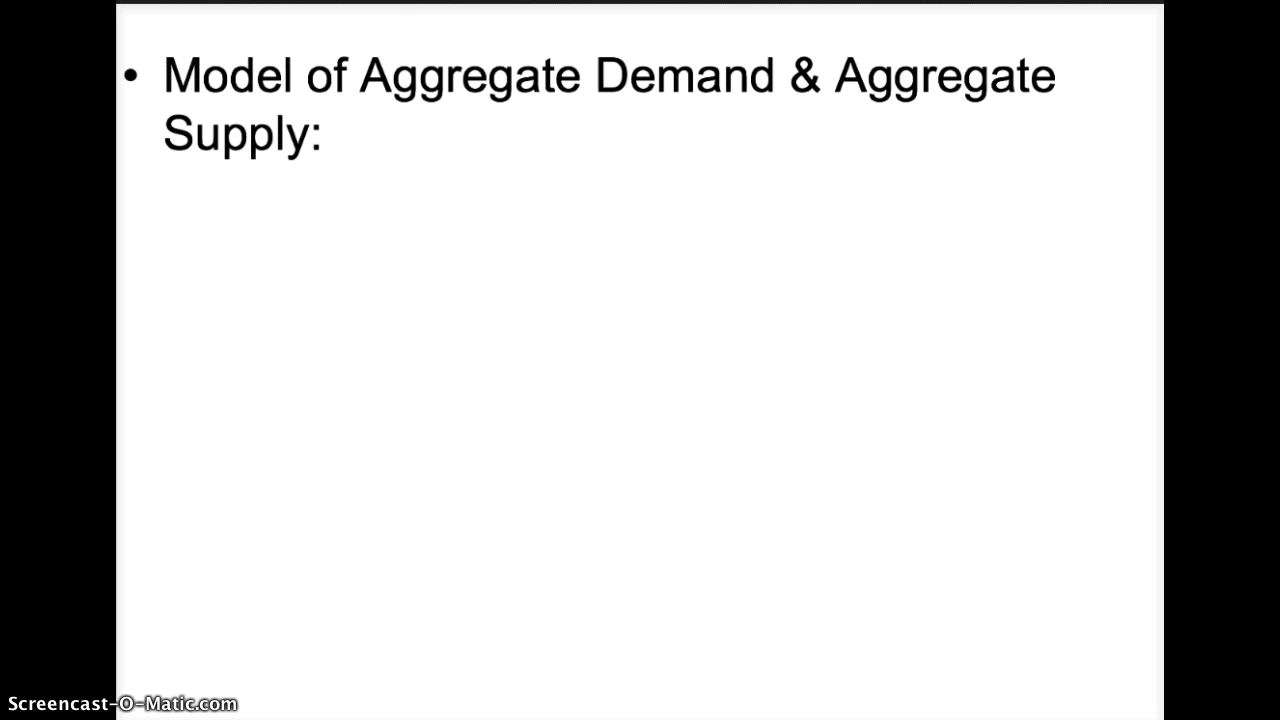 • Model of Aggregate Demand & Aggregate
Supply:
Screencast-O-Matic.com